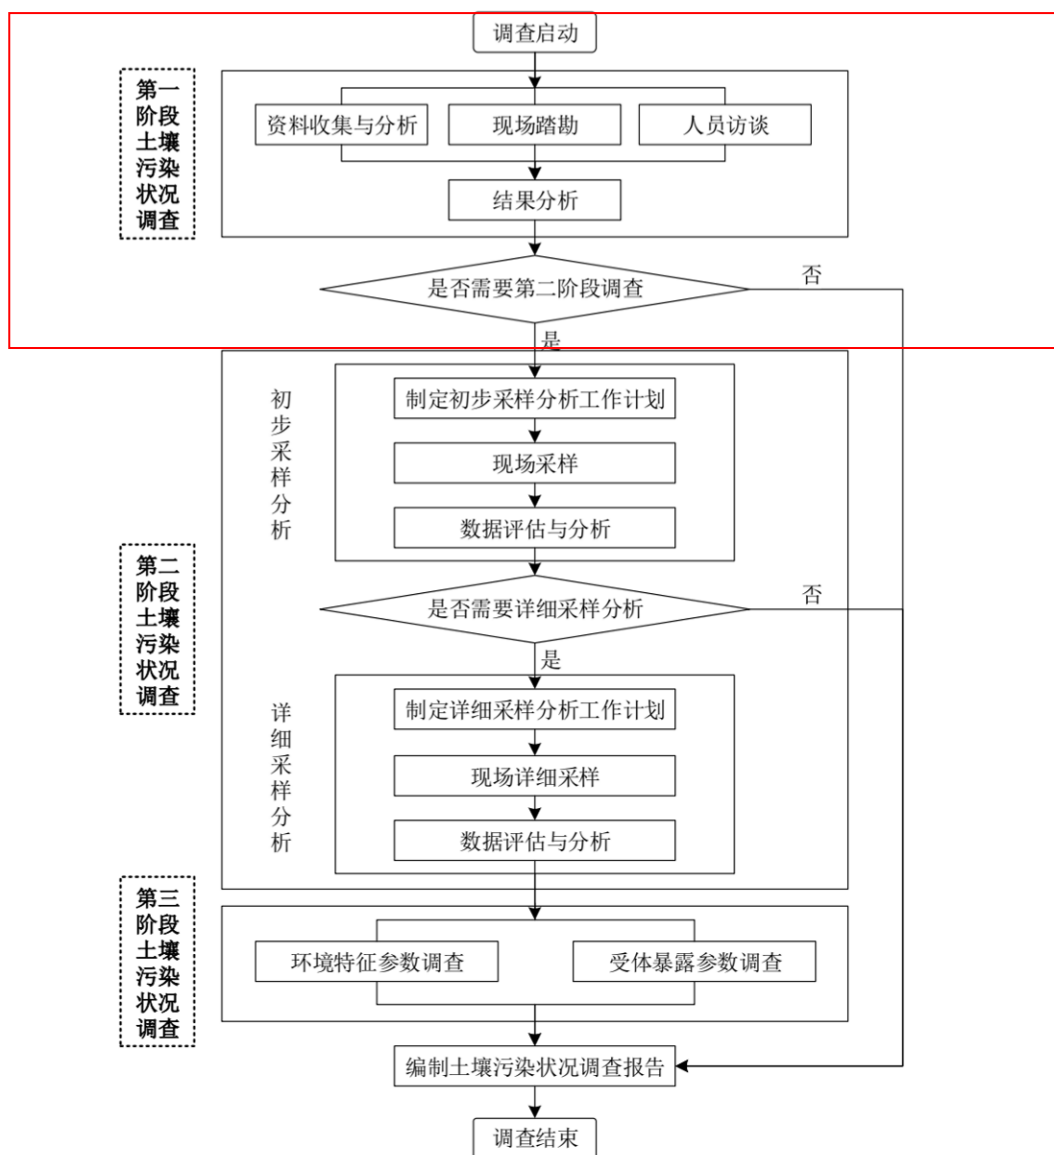 调查启动
第一
阶段
土壤
污染
状况
调查
资料收集与分析
现场踏勘
人员访谈
结果分析
是否需要第二阶段调查
否
是
第二
阶段
土壤
污染
状况
调查
初
步
采
样
分
析
制定初步采样分析工作计划
现场采样
数据评估与分析
是否需要详细采样分析
否
是
详
细
采
样
分
析
制定详细采样分析工作计划
现场详细采样
数据评估与分析
第三
阶段
土壤
污染
状况
调查
环境特征参数调查
受体暴露参数调查
编制土壤污染状况调查报告
调查结束